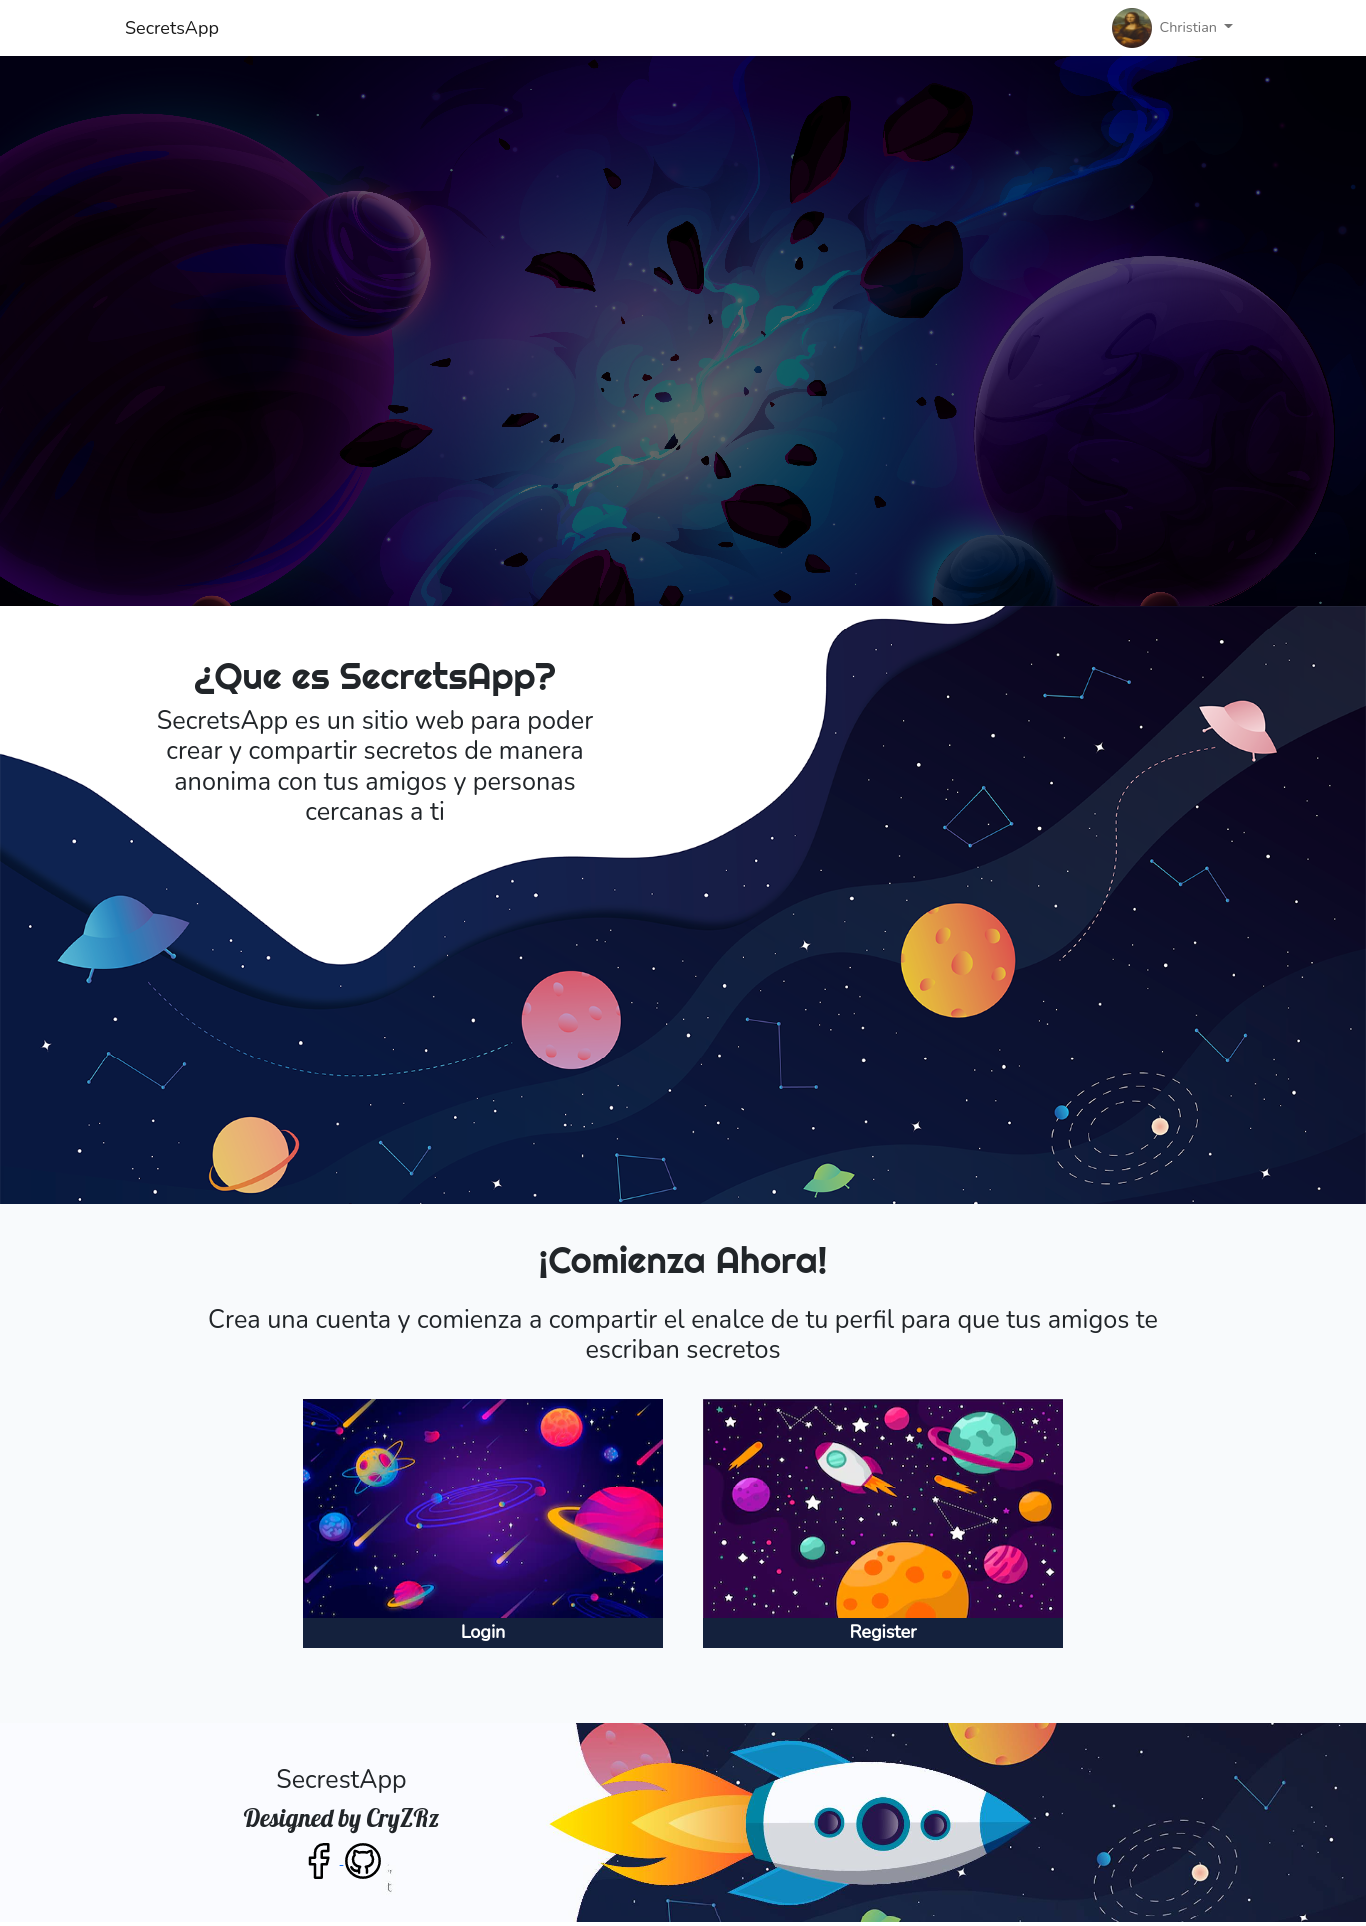 SecretsApp
Christian
¿Que es SecretsApp?
SecretsApp es un sitio web para poder
crear y compartir secretos de manera
anonima con tus amigos y personas
cercanas a ti
¡Comienza Ahora!
Crea una cuenta y comienza a compartir el enalce de tu perfil para que tus amigos te
escriban secretos
Login
Register
SecrestApp
Designed by CryZRz